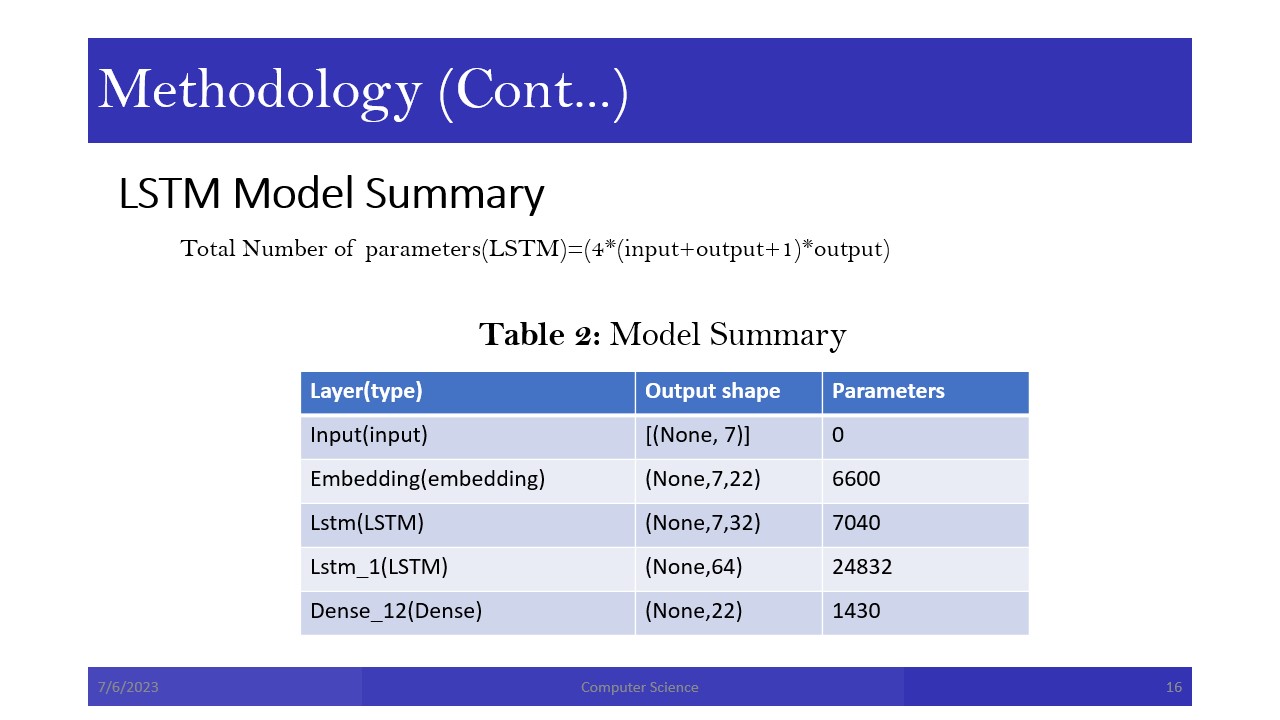 Methodology (Cont...)
LSTM Model Summary
Total Number of parameters(LSTM)=(4*(input+output+1)*output)
Table 2: Model Summary
Layer(type) Output shape Parameters
Input(input) [(None, 7)] 0
Embedding(embedding) (None,7,22) 6600
Lstm(LSTM) (None,7,32) 7040
Lstm_1(LSTM) (None,64) 24832
Dense_12(Dense) (None,22) 1430
7/6/2023 Computer Science 16